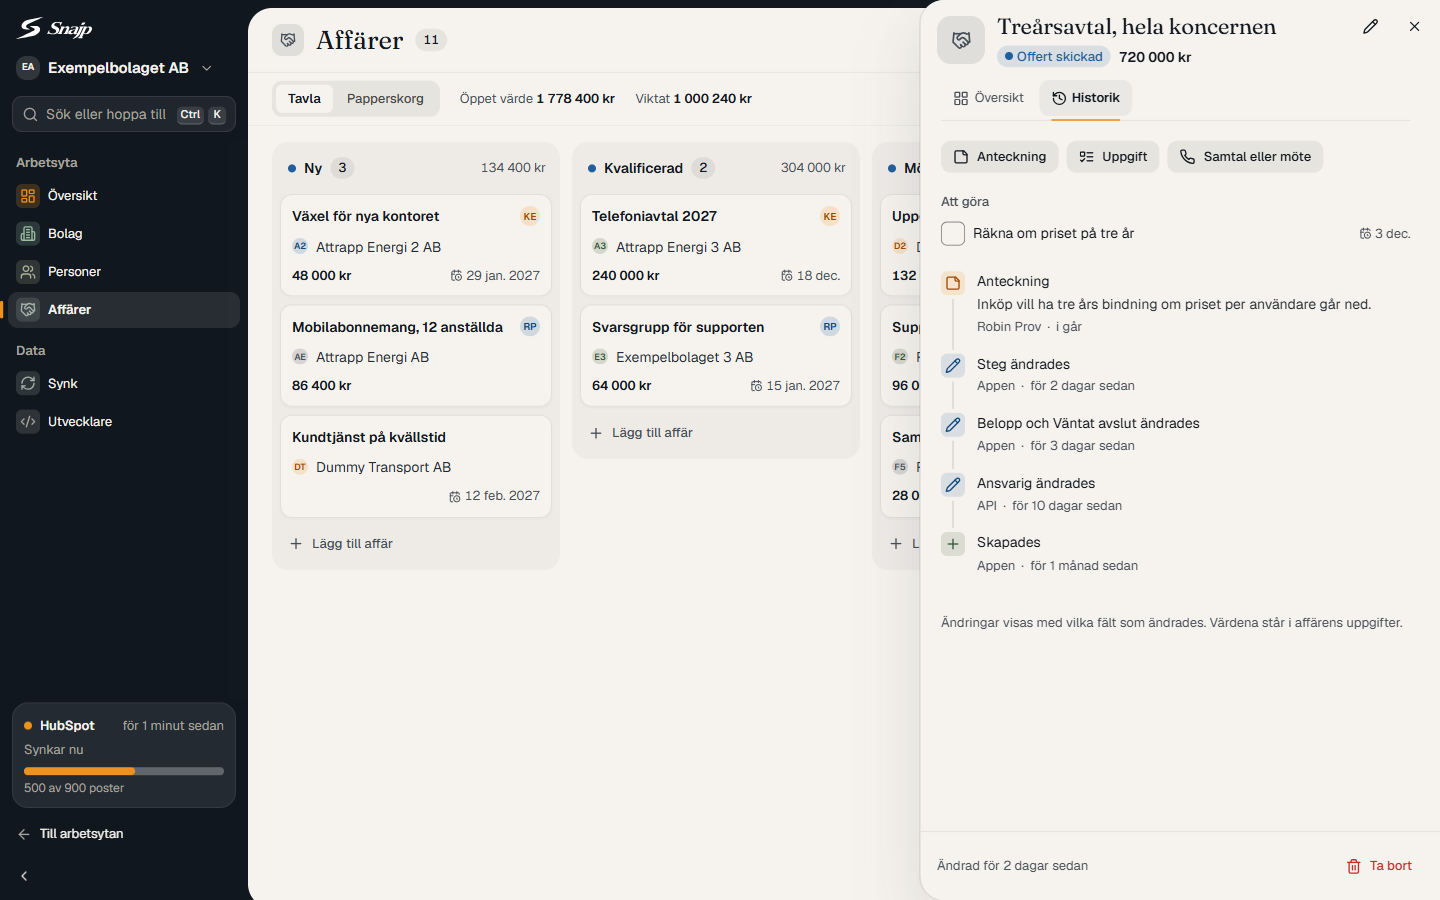 Snajp
EA Exempelbolaget AB
Sök eller hoppa till Ctrl K
Arbetsyta
Översikt
Bolag
Personer
Affärer
Data
Synk
Utvecklare
HubSpot för 1 minut sedan
Synkar nu
500 av 900 poster
Till arbetsytan
Affärer 11
Tavla Papperskorg Öppet värde 1 778 400 kr Viktat 1 000 240 kr
Ny 3 134 400 kr
Växel för nya kontoret KE
A2 Attrapp Energi 2 AB
48 000 kr 29 jan. 2027
Mobilabonnemang, 12 anställda RP
AE Attrapp Energi AB
86 400 kr
Kundtjänst på kvällstid
DT Dummy Transport AB
12 feb. 2027
Lägg till affär
Kvalificerad 2 304 000 kr
Telefoniavtal 2027 KE
A3 Attrapp Energi 3 AB
240 000 kr 18 dec.
Svarsgrupp för supporten RP
E3 Exempelbolaget 3 AB
64 000 kr 15 jan. 2027
Lägg till affär
D2
132
F2
96 0
F5
28 0
Treårsavtal, hela koncernen
Offert skickad 720 000 kr
Översikt Historik
Anteckning Uppgift Samtal eller möte
Att göra
Räkna om priset på tre år 3 dec.
Anteckning
Inköp vill ha tre års bindning om priset per användare går ned.
Robin Prov · i går
Steg ändrades
Appen · för 2 dagar sedan
Belopp och Väntat avslut ändrades
Appen · för 3 dagar sedan
Ansvarig ändrades
API · för 10 dagar sedan
Skapades
Appen · för 1 månad sedan
Ändringar visas med vilka fält som ändrades. Värdena står i affärens uppgifter.
Ändrad för 2 dagar sedan Ta bort